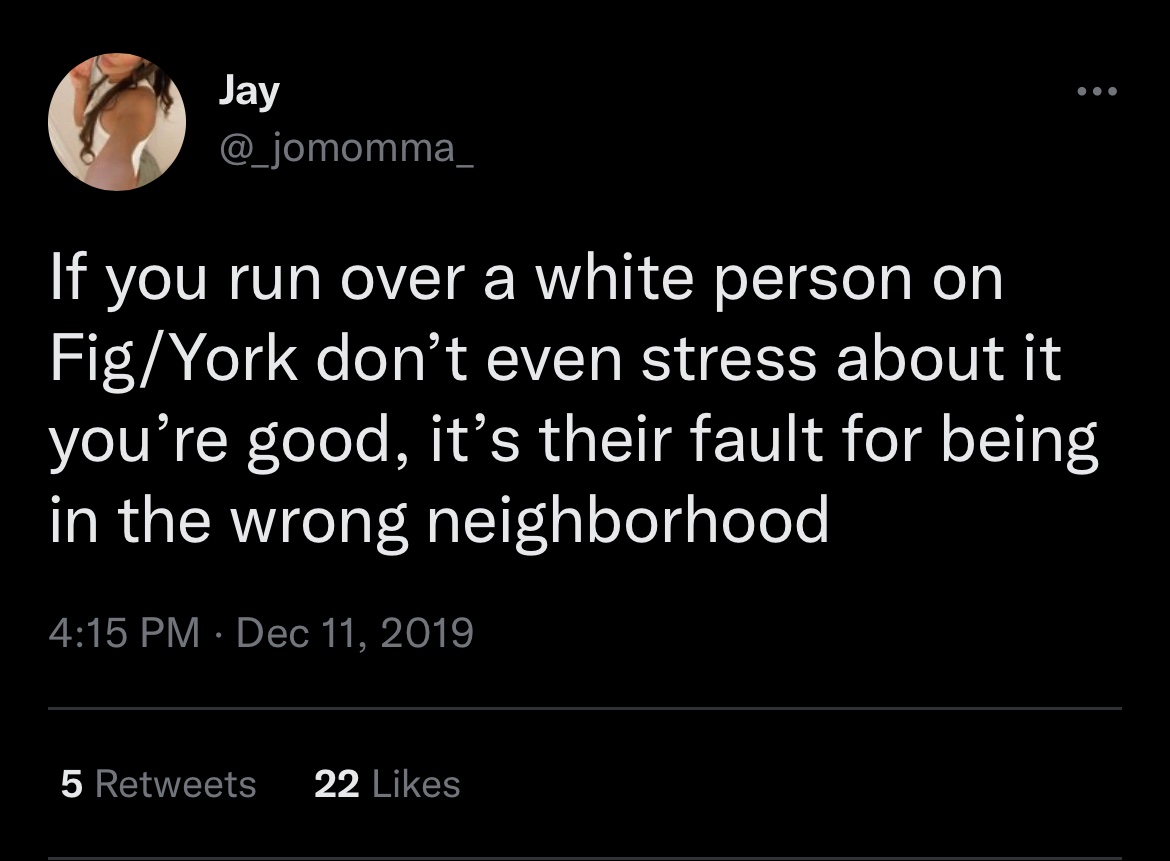 Jay
@_jomomma_
If you run over a white person on
Fig/York don’t even stress about it
you’re good, it’s their fault for being
in the wrong neighborhood
4:15 PM · Dec 11, 2019
5 Retweets 22 Likes